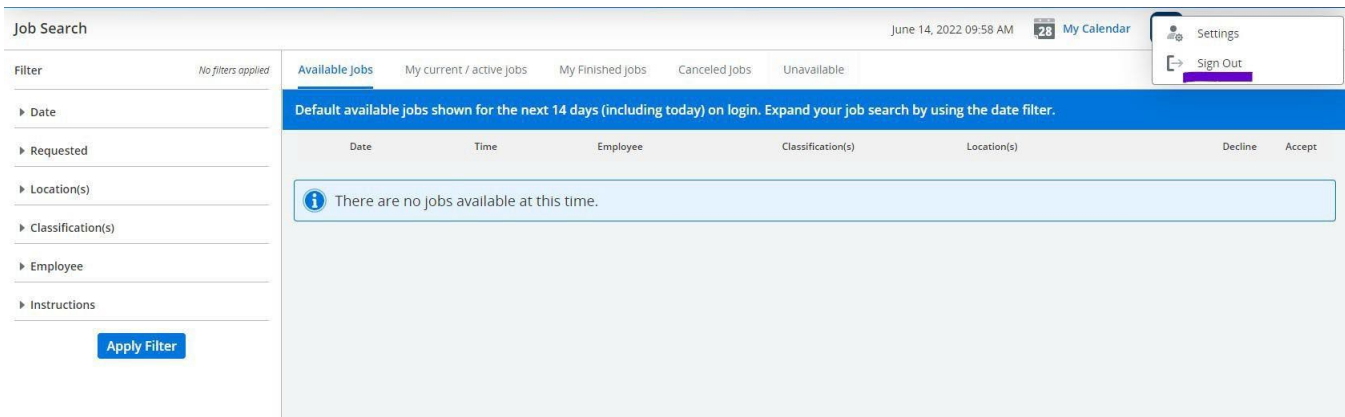 Job Search
June 14, 2022 09:58 AM
28
My Calendar
Settings
Sign Out
Filter
No filters applied
Date
Requested
Location(s)
Classification(s)
Employee
Instructions
Apply Filter
Available Jobs My current / active jobs My Finished jobs Canceled Jobs Unavailable
Default available jobs shown for the next 14 days (including today) on login. Expand your job search by using the date filter.
Date Time Employee Classification(s) Location(s) Decline Accept
There are no jobs available at this time.